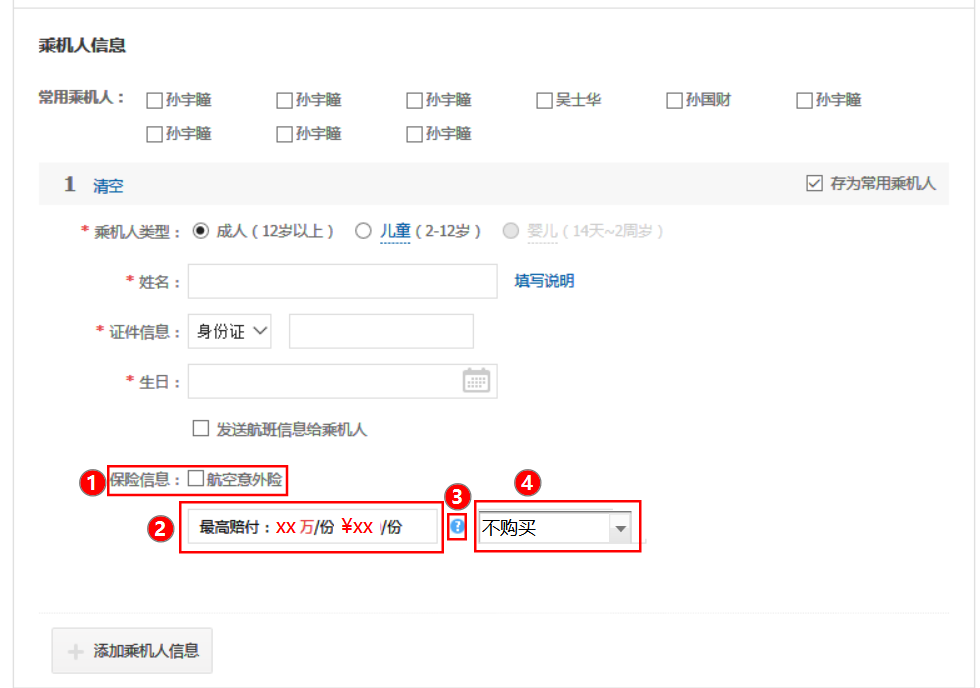 乘机人信息
常用乘机人： 孙宇瞳 孙宇瞳 孙宇瞳 吴士华 孙国财 孙宇瞳
孙宇瞳 孙宇瞳 孙宇瞳
1 清空 存为常用乘机人
* 乘机人类型： 成人（12岁以上） 儿童（2-12岁） 婴儿（14天~2周岁）
* 姓名： 填写说明
* 证件信息： 身份证
* 生日：
发送航班信息给乘机人
1 保险信息： 航空意外险
2 最高赔付：xx 万/份 ¥xx /份 3 ? 4 不购买
+ 添加乘机人信息